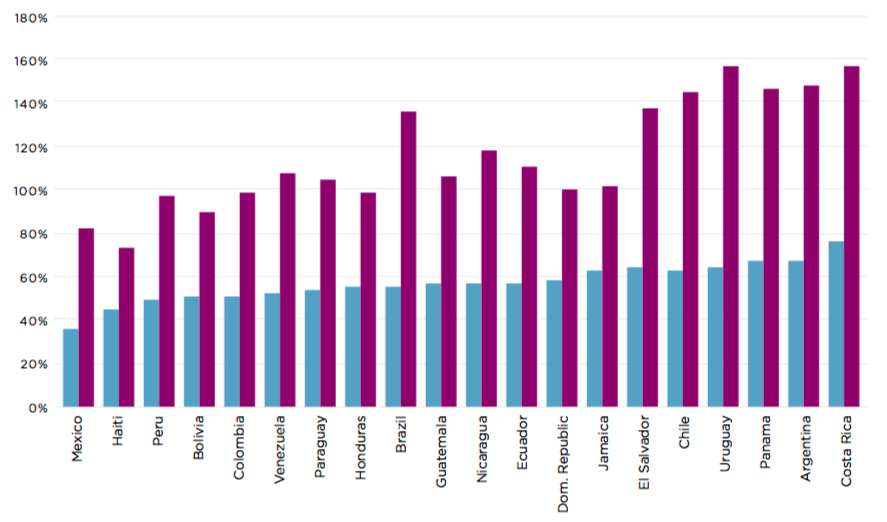 180%
160%
140%
120%
100%
80%
60%
40%
20%
0%
Mexico
Haiti
Peru
Bolivia
Colombia
Venezuela
Paraguay
Honduras
Brazil
Guatemala
Nicaragua
Ecuador
Dom. Republic
Jamaica
El Salvador
Chile
Uruguay
Panama
Argentina
Costa Rica